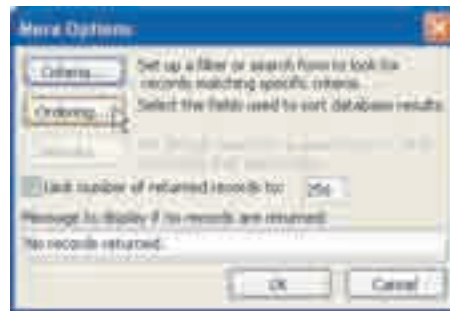 More Options
Criteria... Set up a filter or search form to look for
records matching specific criteria.
Ordering... Select the fields used to sort database results.
Limit number of returned records to: 256
Message to display if no records are returned:
No records returned.
OK Cancel